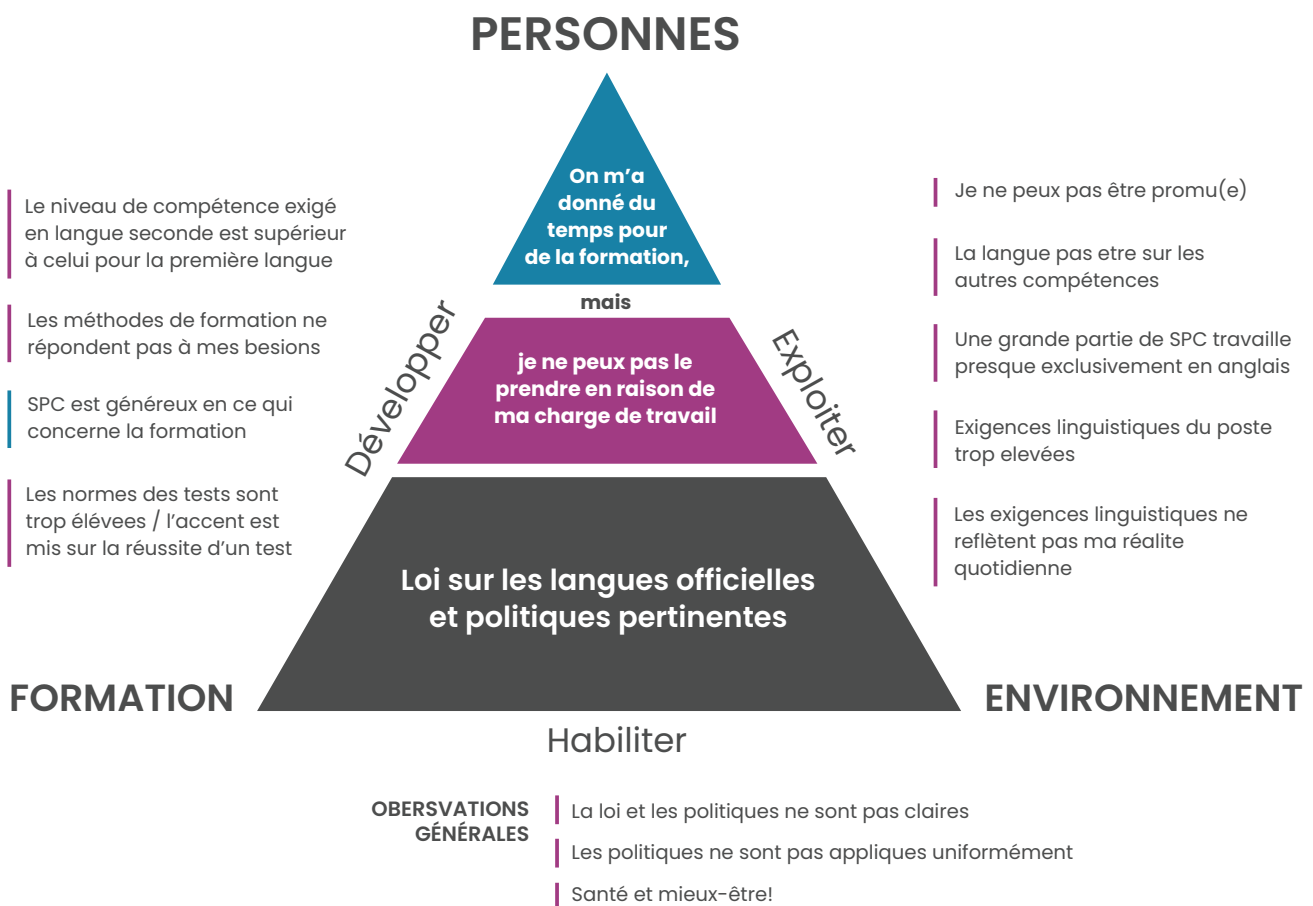 PERSONNES
On m’a
donné du
temps pour
de la formation,
mais
je ne peux pas le
prendre en raison de
ma charge de travail
Loi sur les langues officielles
et politiques pertinentes
Développer
Exploiter
Le niveau de compétence exigé
en langue seconde est supérieur
à celui pour la première langue
Les méthodes de formation ne
répondent pas à mes besions
SPC est généreux en ce qui
concerne la formation
Les normes des tests sont
trop élévees / l’accent est
mis sur la réussite d’un test
Je ne peux pas être promu(e)
La langue pas etre sur les
autres compétences
Une grande partie de SPC travaille
presque exclusivement en anglais
Exigences linguistiques du poste
trop elevées
Les exigences linguistiques ne
reflètent pas ma réalite
quotidienne
FORMATION
ENVIRONNEMENT
Habiliter
OBERSVATIONS
GÉNÉRALES
La loi et les politiques ne sont pas claires
Les politiques ne sont pas appliques uniformément
Santé et mieux-être!